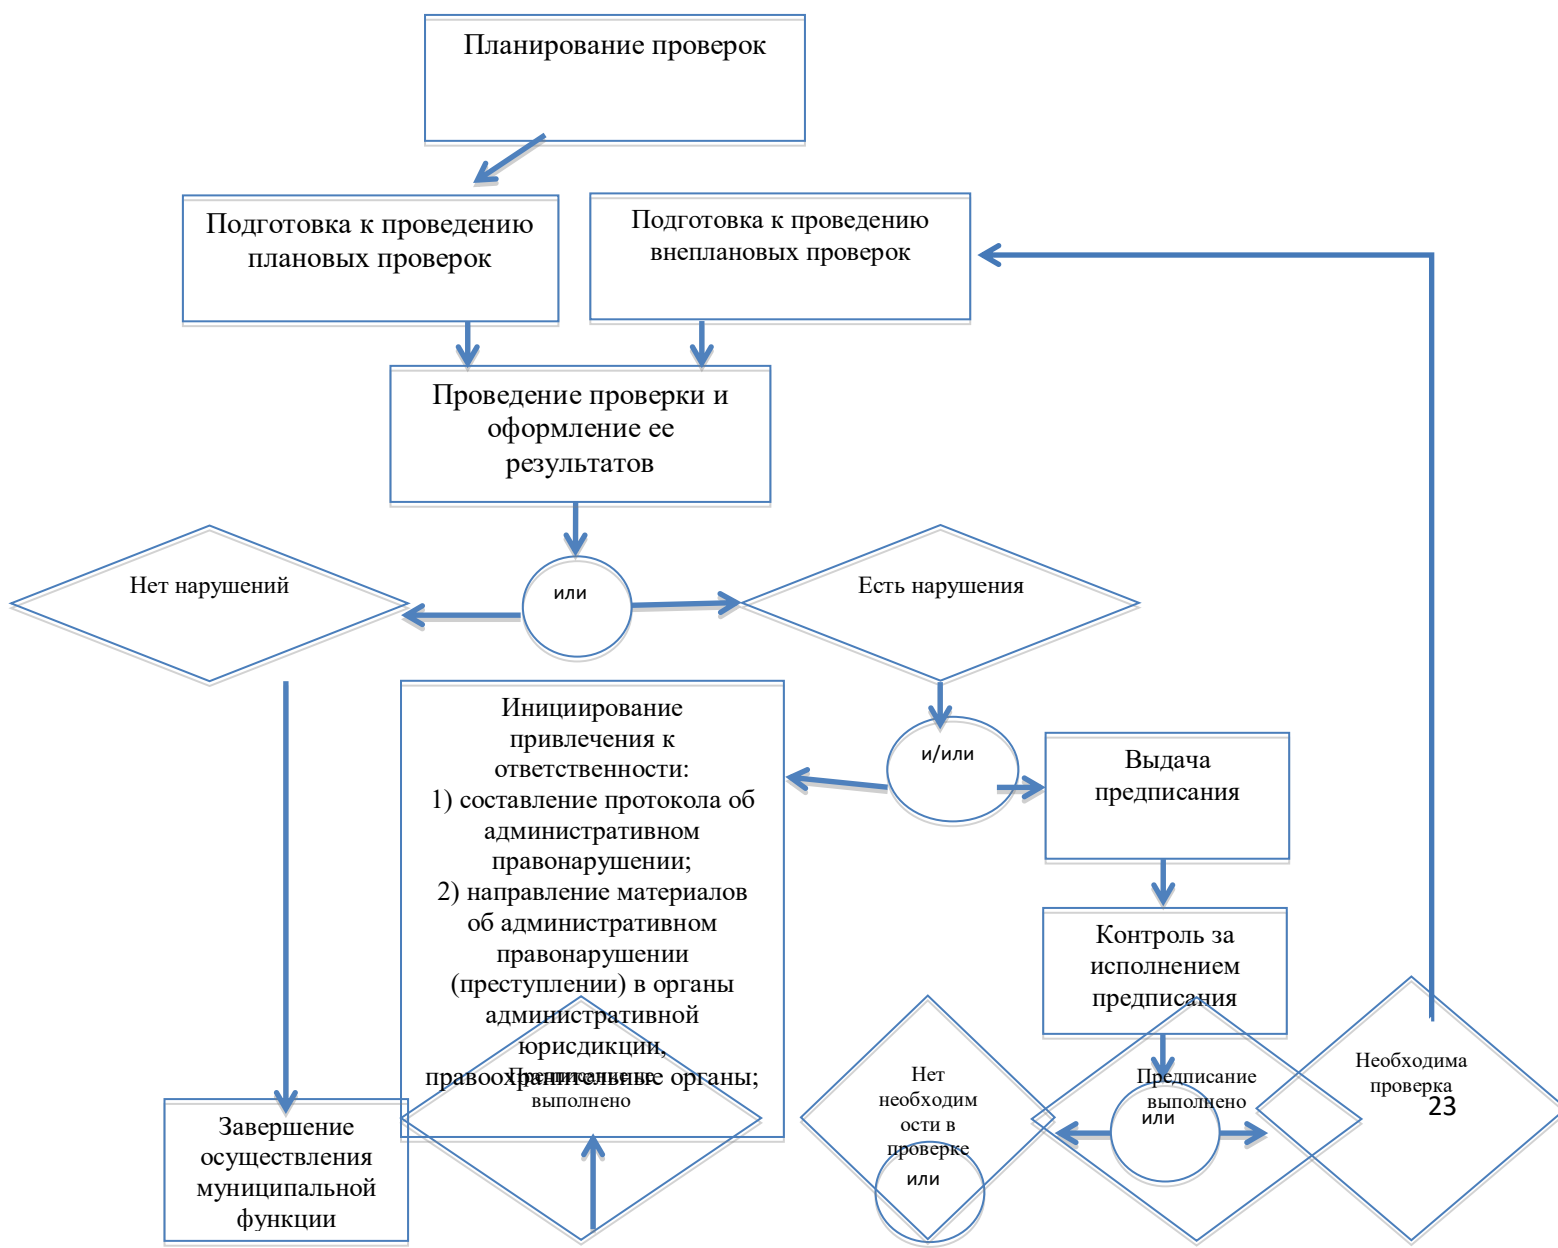 Планирование проверок
Подготовка к проведению
плановых проверок
Подготовка к проведению
внеплановых проверок
Проведение проверки и
оформление ее
результатов
Нет нарушений
или
Есть нарушения
Инициирование
привлечения к
ответственности:
1) составление протокола об
административном
правонарушении;
2) направление материалов
об административном
правонарушении
(преступлении) в органы
административной
юрисдикции,
правоохранительные органы;
и/или
Выдача
предписания
Контроль за
исполнением
предписания
Предписание не
выполнено
Нет
необходим
ости в
проверке
или
Предписание
выполнено
или
Необходима
проверка
23
Завершение
осуществления
муниципальной
функции